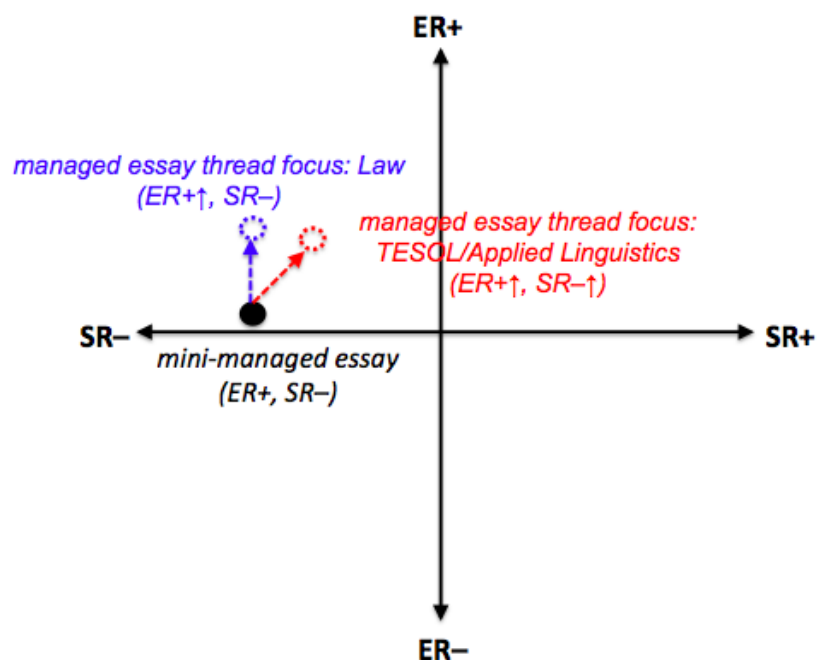 ER+
managed essay thread focus: Law
(ER+↑, SR–)
managed essay thread focus:
TESOL/Applied Linguistics
(ER+↑, SR–↑)
SR–
SR+
mini-managed essay
(ER+, SR–)
ER–